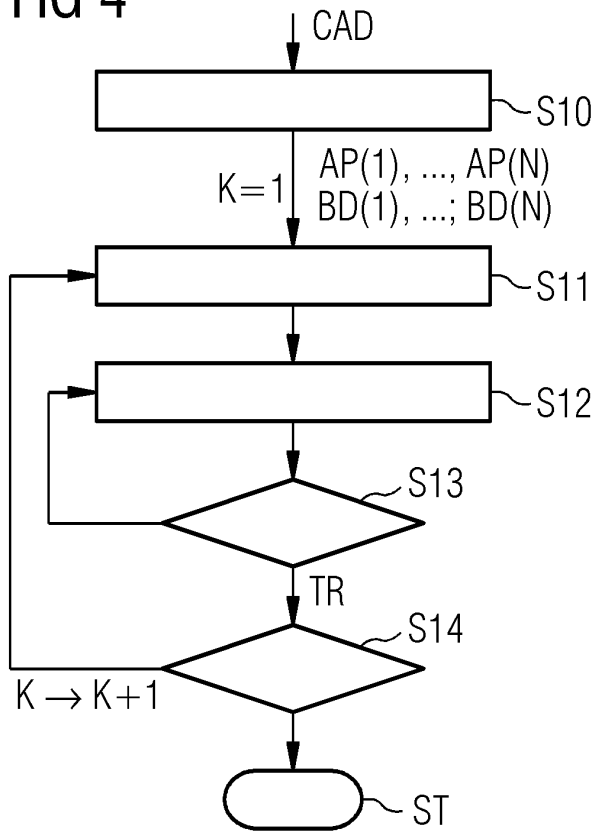 FIG 4
CAD
S10
K=1
AP(1), ..., AP(N)
BD(1), ...; BD(N)
S11
S12
S13
TR
S14
K → K+1
ST